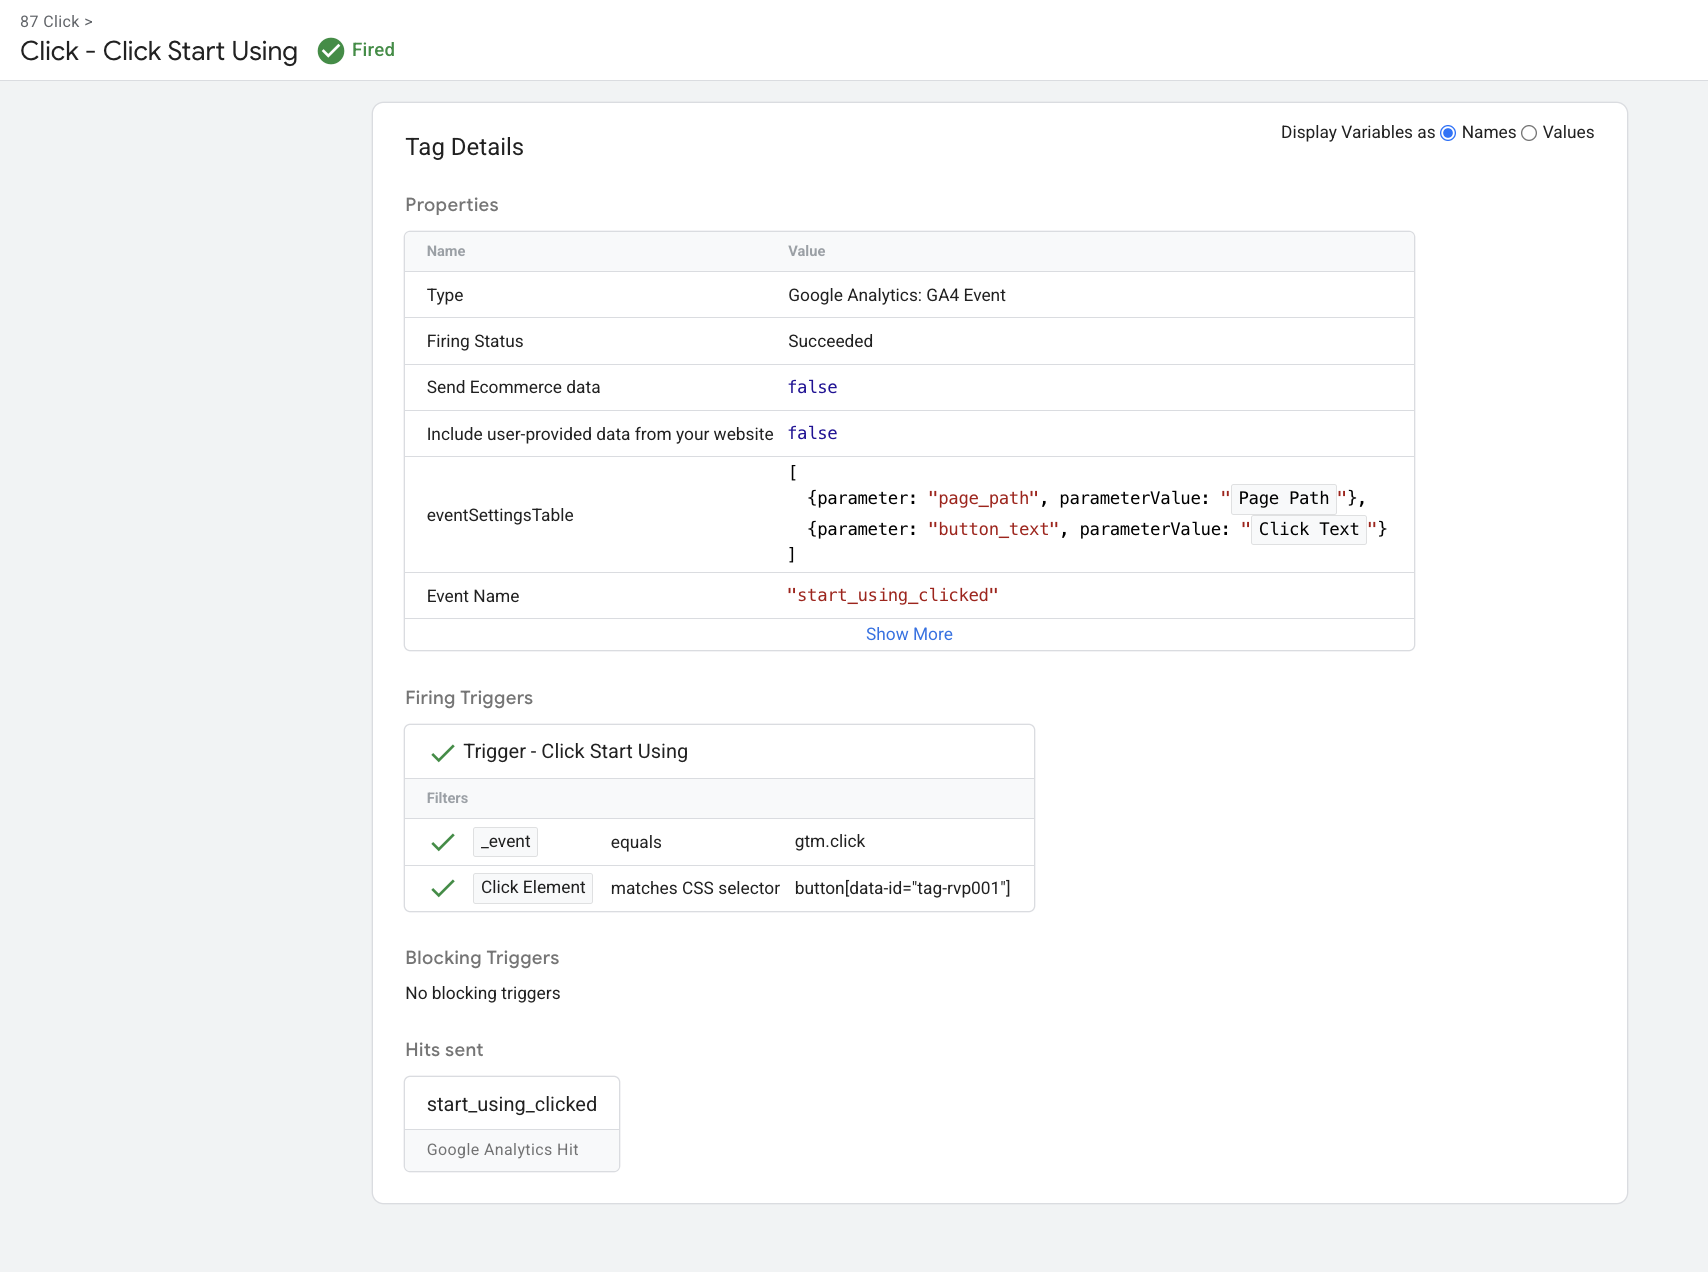 87 Click >
Click - Click Start Using Fired
Display Variables as Names Values
Tag Details
Properties
Name Value
Type Google Analytics: GA4 Event
Firing Status Succeeded
Send Ecommerce data false
Include user-provided data from your website false
eventSettingsTable
[
{parameter: "page_path", parameterValue: "Page Path"},
{parameter: "button_text", parameterValue: "Click Text"}
]
Event Name "start_using_clicked"
Show More
Firing Triggers
Trigger - Click Start Using
Filters
_event equals gtm.click
Click Element matches CSS selector button[data-id="tag-rvp001"]
Blocking Triggers
No blocking triggers
Hits sent
start_using_clicked
Google Analytics Hit